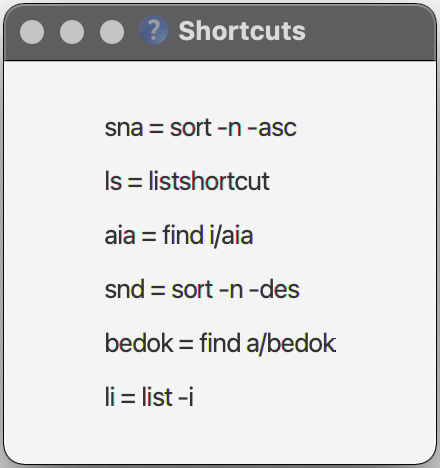 Shortcuts
sna = sort -n -asc
ls = listshortcut
aia = find i/aia
snd = sort -n -des
bedok = find a/bedok
li = list -i